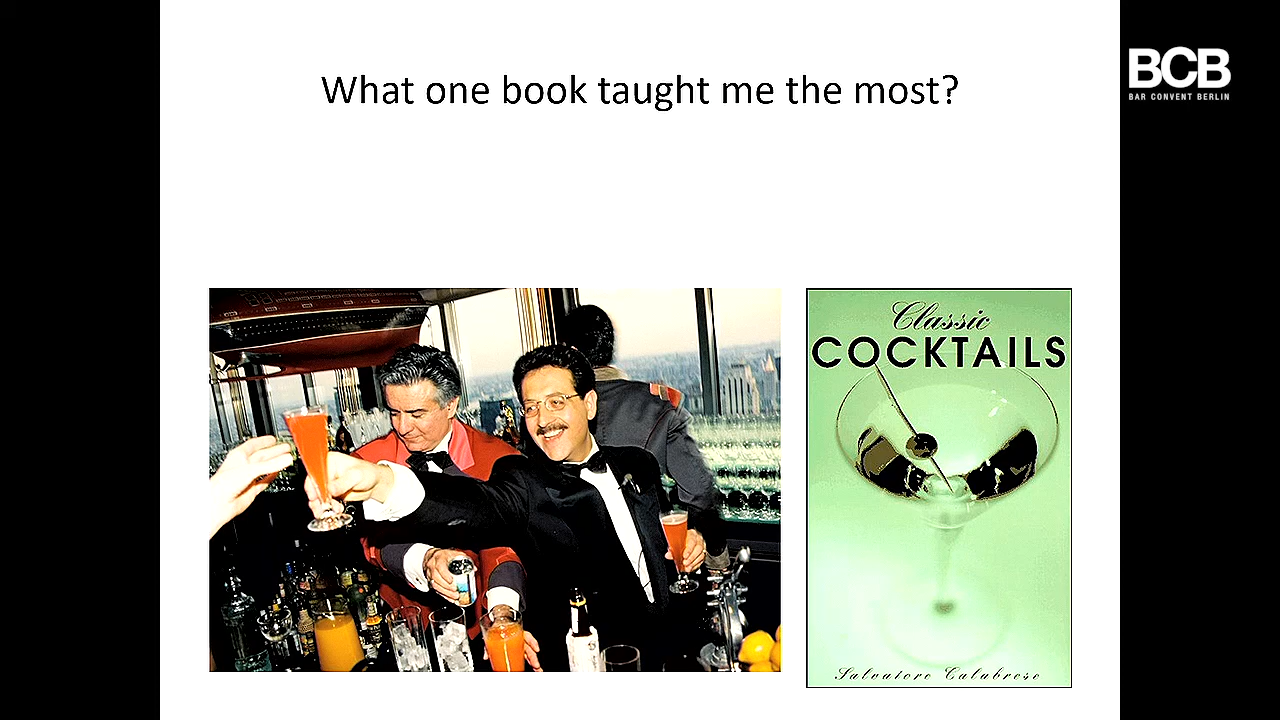 What one book taught me the most?
BCB
BAR CONVENT BERLIN
Classic
COCKTAILS
Salvatore Calabrese